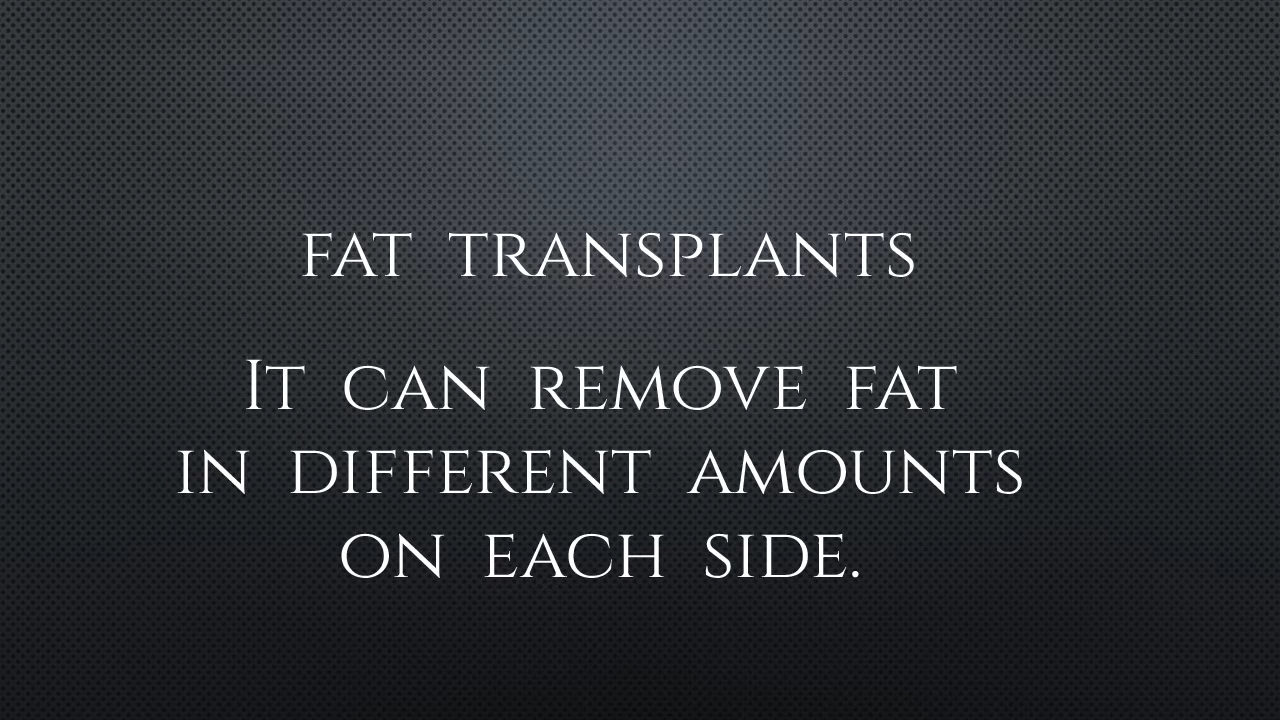 FAT TRANSPLANTS
IT CAN REMOVE FAT
IN DIFFERENT AMOUNTS
ON EACH SIDE.